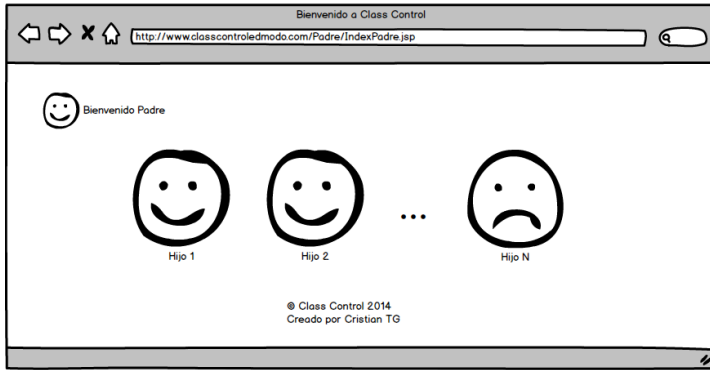 Bienvenido a Class Control
http://www.classcontroledmodo.com/Padre/IndexPadre.jsp
Bienvenido Padre
...
Hijo 1
Hijo 2
Hijo N
© Class Control 2014
Creado por Cristian TG